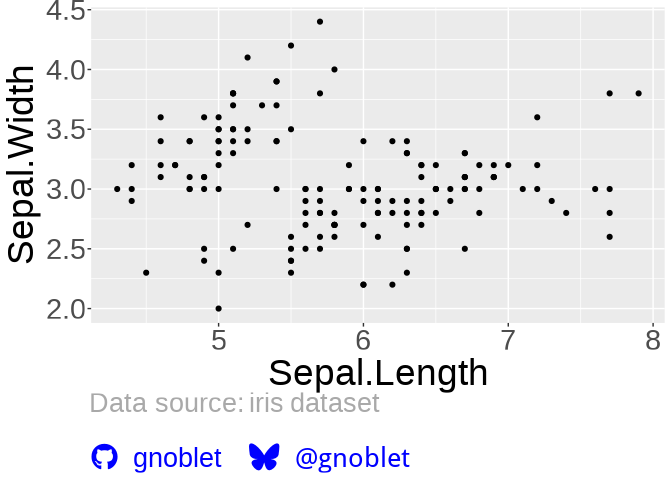 4.5
4.0
3.5
3.0
2.5
2.0
Sepal.Width
5 6 7 8
Sepal.Length
Data source: iris dataset
gnoblet @gnoblet